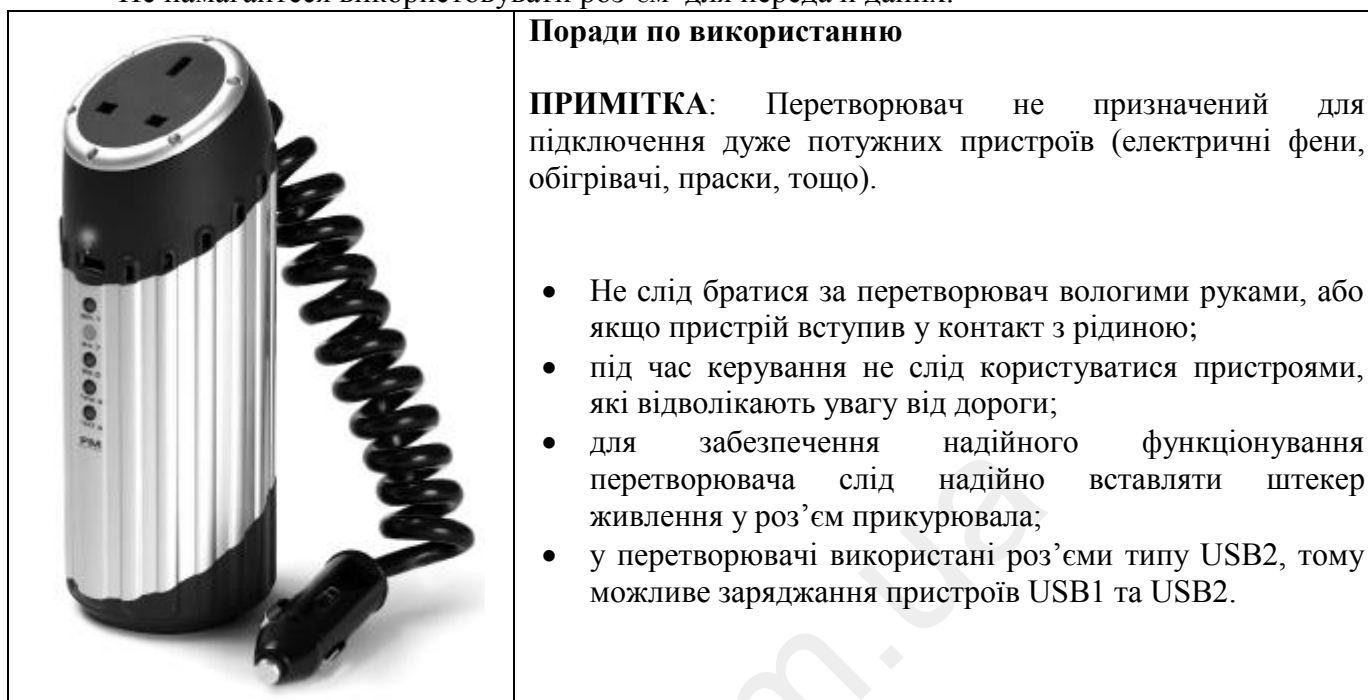 Поради по використанню
ПРИМІТКА: Перетворювач не призначений для
підключення дуже потужних пристроїв (електричні фени,
обігрівачі, праски, тощо).
• Не слід братися за перетворювач вологими руками, або
якщо пристрій вступив у контакт з рідиною;
• під час керування не слід користуватися пристроями,
які відволікають увагу від дороги;
• для забезпечення надійного функціонування
перетворювача слід надійно вставляти штекер
живлення у роз’єм прикурювала;
• у перетворювачі використані роз’єми типу USB2, тому
можливе заряджання пристроїв USB1 та USB2.
m.ua